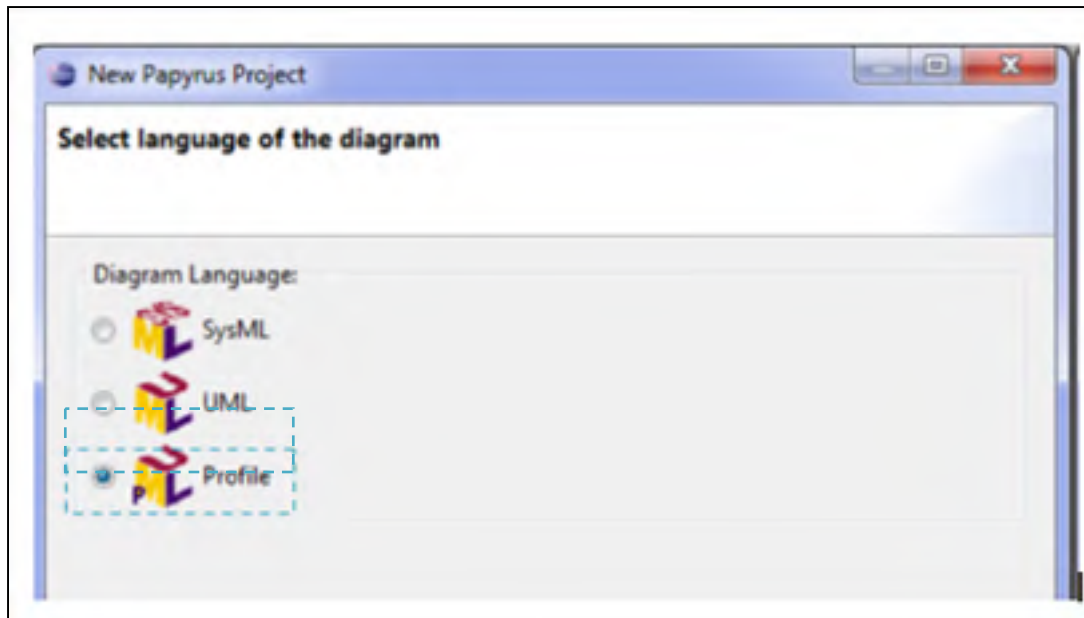 New Papyrus Project
Select language of the diagram
Diagram Language:
SysML
UML
Profile